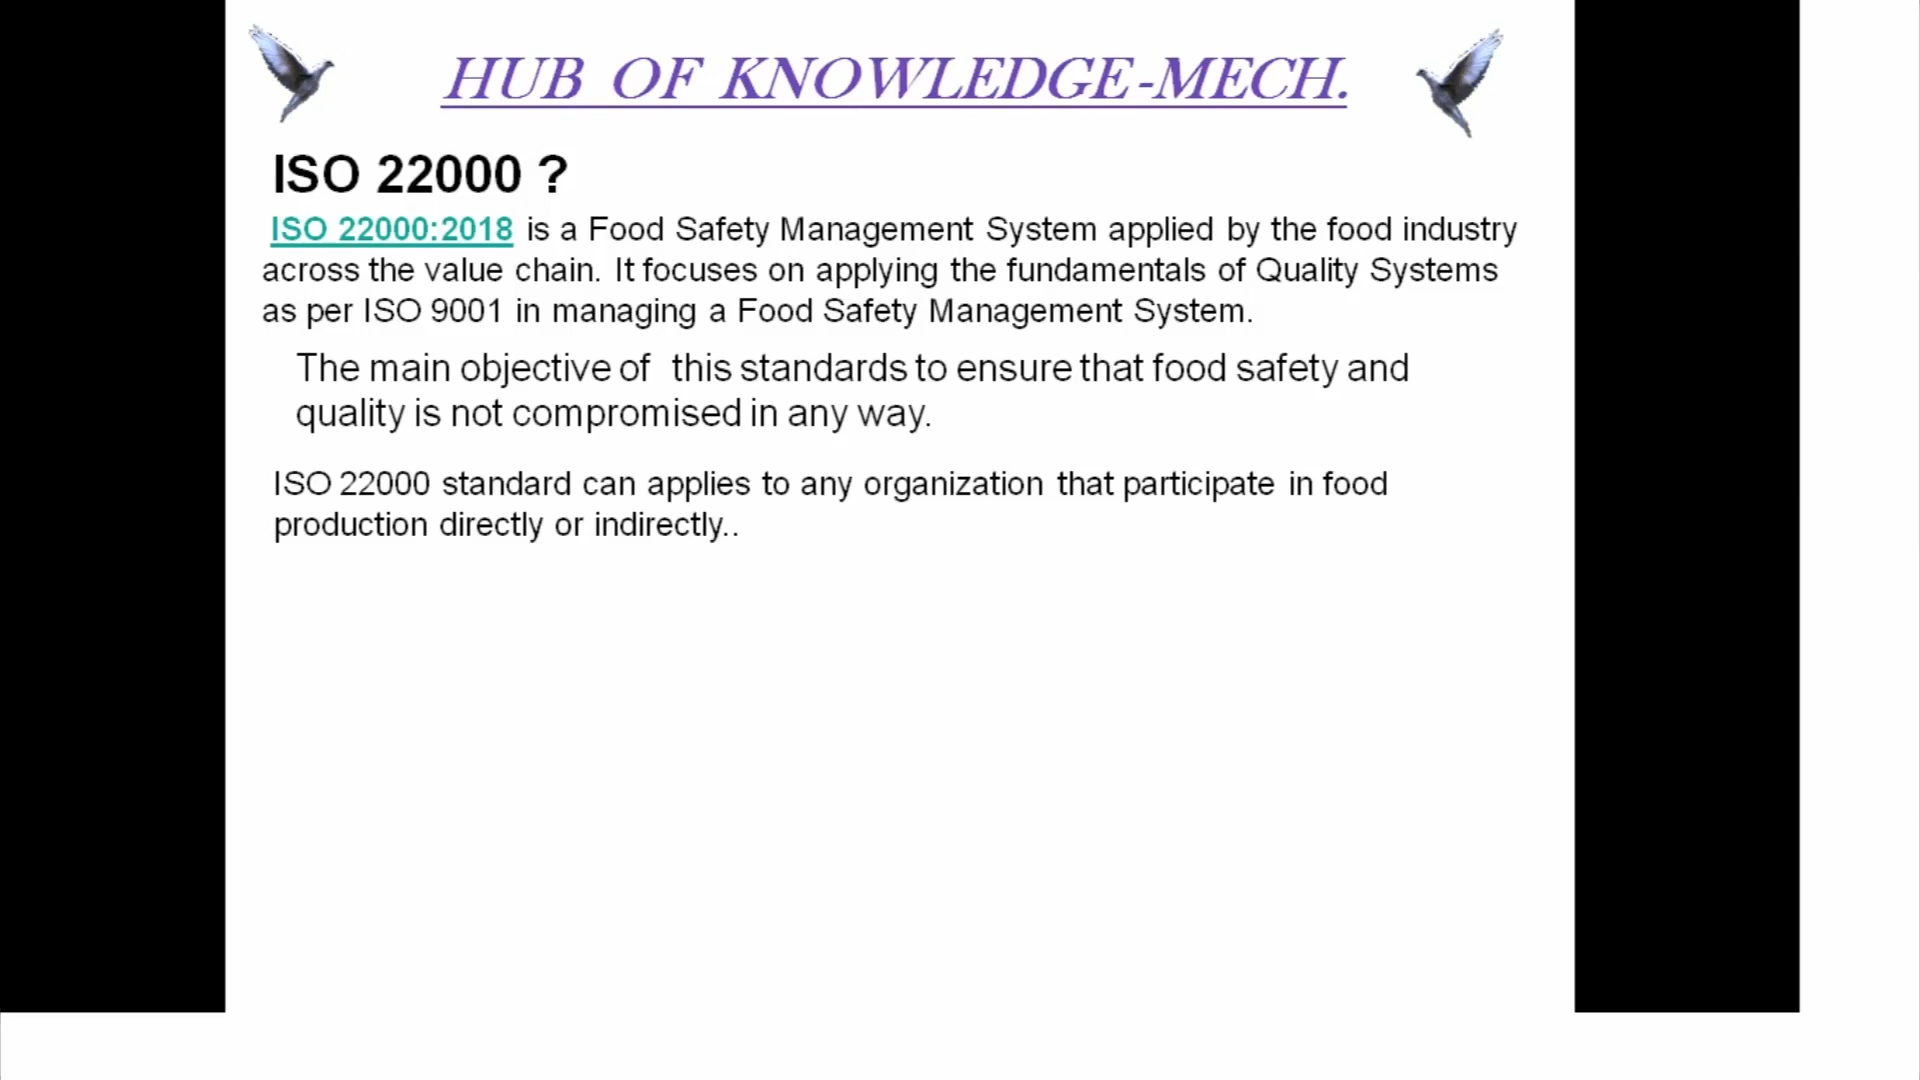 HUB OF KNOWLEDGE-MECH.
ISO 22000 ?
ISO 22000:2018 is a Food Safety Management System applied by the food industry
across the value chain. It focuses on applying the fundamentals of Quality Systems
as per ISO 9001 in managing a Food Safety Management System.
The main objective of this standards to ensure that food safety and
quality is not compromised in any way.
ISO 22000 standard can applies to any organization that participate in food
production directly or indirectly..